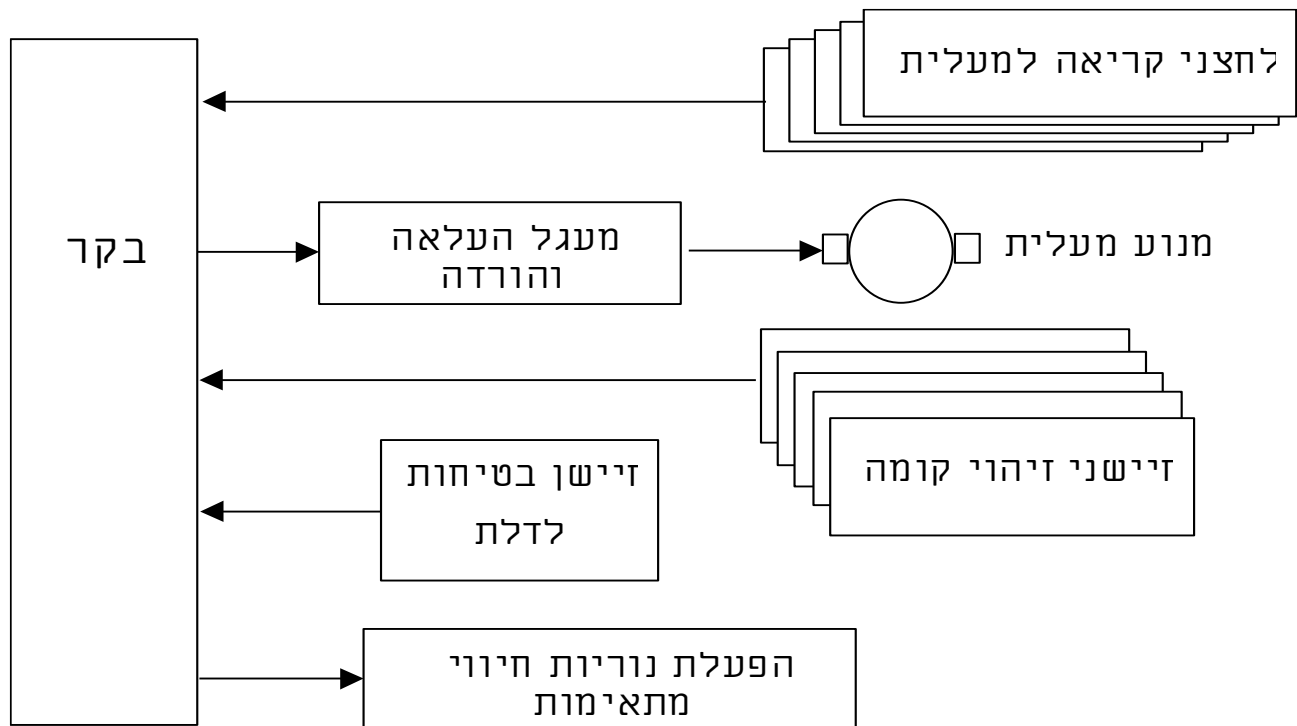 לחצני קריאה למעלית
בקר
מעגל העלאה
והורדה
מנוע מעלית
זיישני זיהוי קומה
זיישן בטיחות
לדלת
הפעלת נוריות חיווי
מתאימות